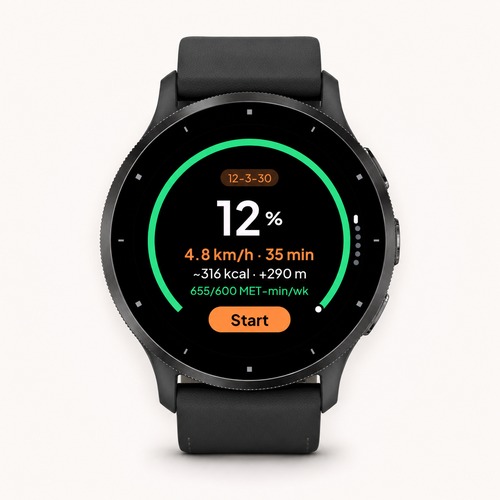 12-3-30
12 %
4.8 km/h · 35 min
~316 kcal · +290 m
655/600 MET-min/wk
Start